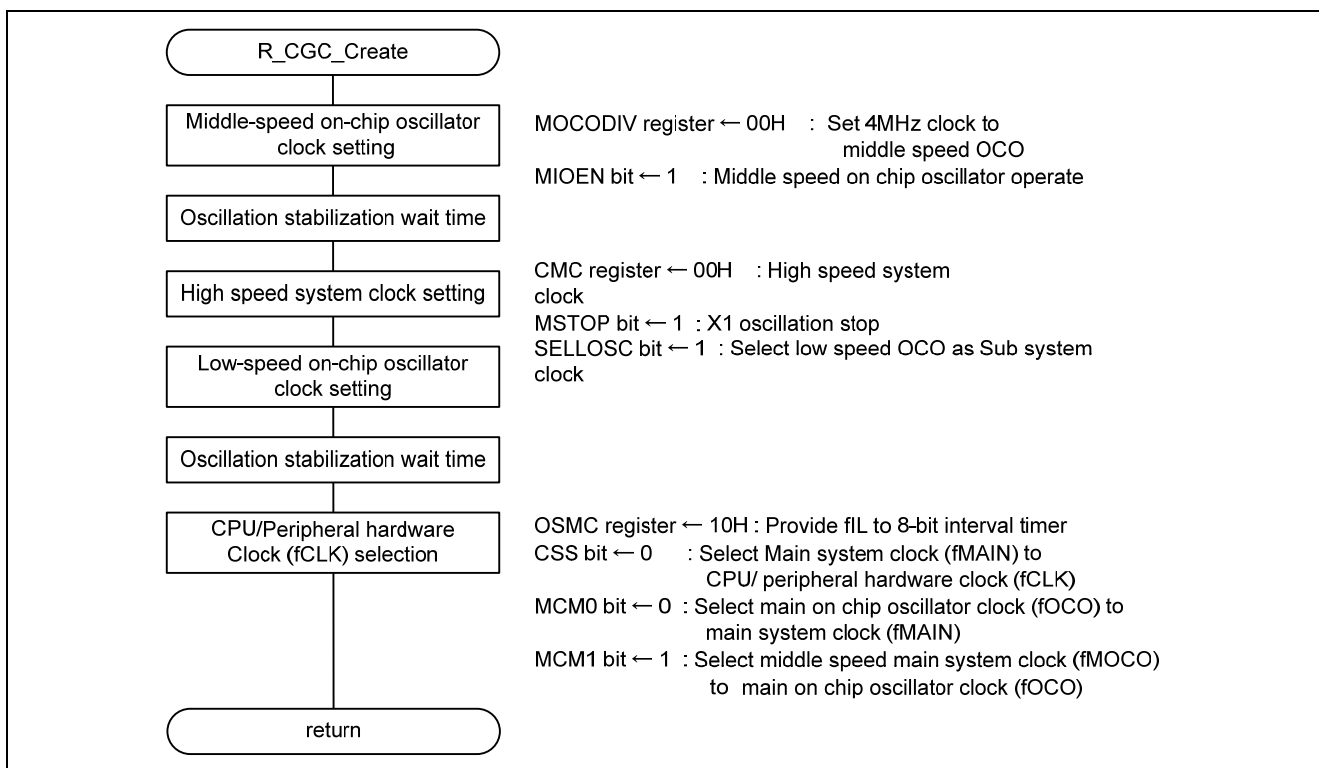 R_CGC_Create
Middle-speed on-chip oscillator
clock setting
MOCODIV register ← 00H : Set 4MHz clock to
middle speed OCO
MIOEN bit ← 1 : Middle speed on chip oscillator operate
Oscillation stabilization wait time
High speed system clock setting
CMC register ← 00H : High speed system
clock
MSTOP bit ← 1 : X1 oscillation stop
Low-speed on-chip oscillator
clock setting
SELLOSC bit ← 1 : Select low speed OCO as Sub system
clock
Oscillation stabilization wait time
CPU/Peripheral hardware
Clock (fCLK) selection
OSMC register ← 10H : Provide fIL to 8-bit interval timer
CSS bit ← 0 : Select Main system clock (fMAIN) to
CPU/ peripheral hardware clock (fCLK)
MCM0 bit ← 0 : Select main on chip oscillator clock (fOCO) to
main system clock (fMAIN)
MCM1 bit ← 1 : Select middle speed main system clock (fMOCO)
to main on chip oscillator clock (fOCO)
return